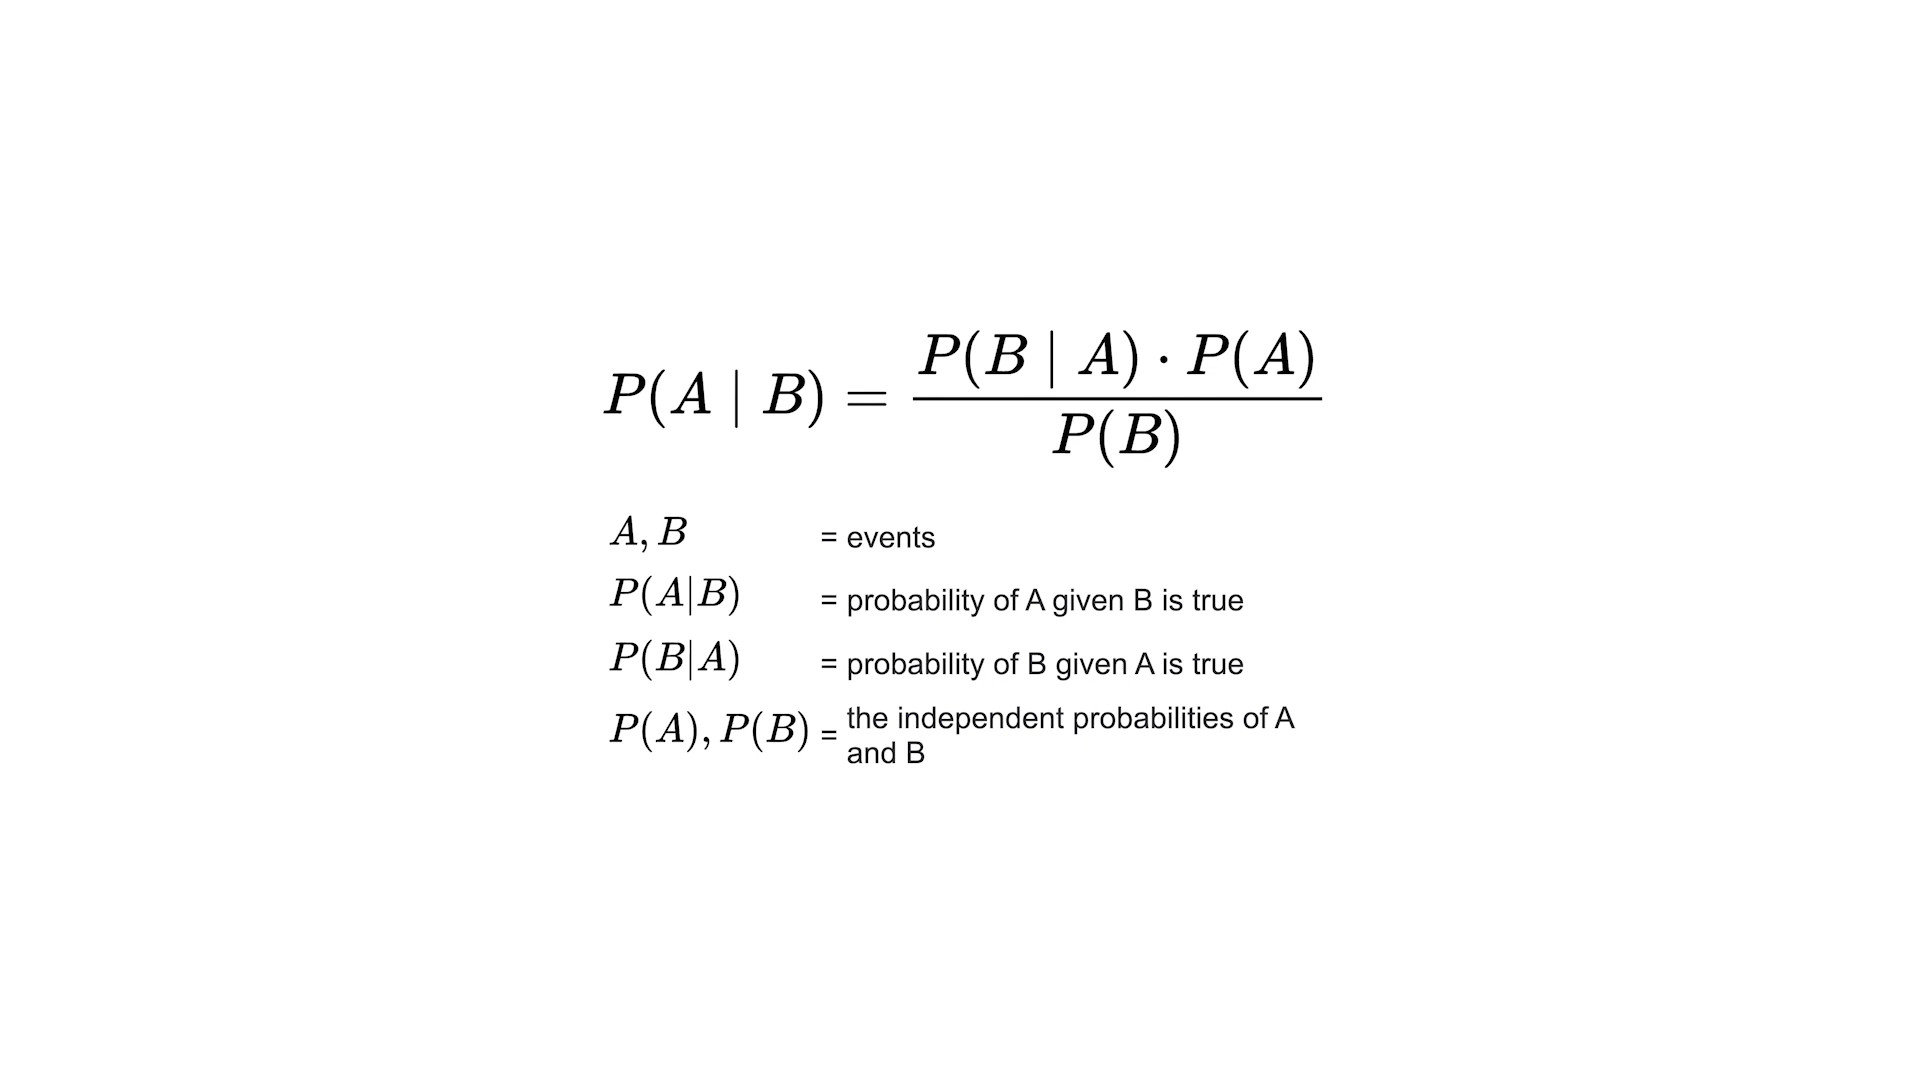 P(A | B) = P(B | A) · P(A) / P(B)
A, B = events
P(A|B) = probability of A given B is true
P(B|A) = probability of B given A is true
P(A), P(B) = the independent probabilities of A
and B